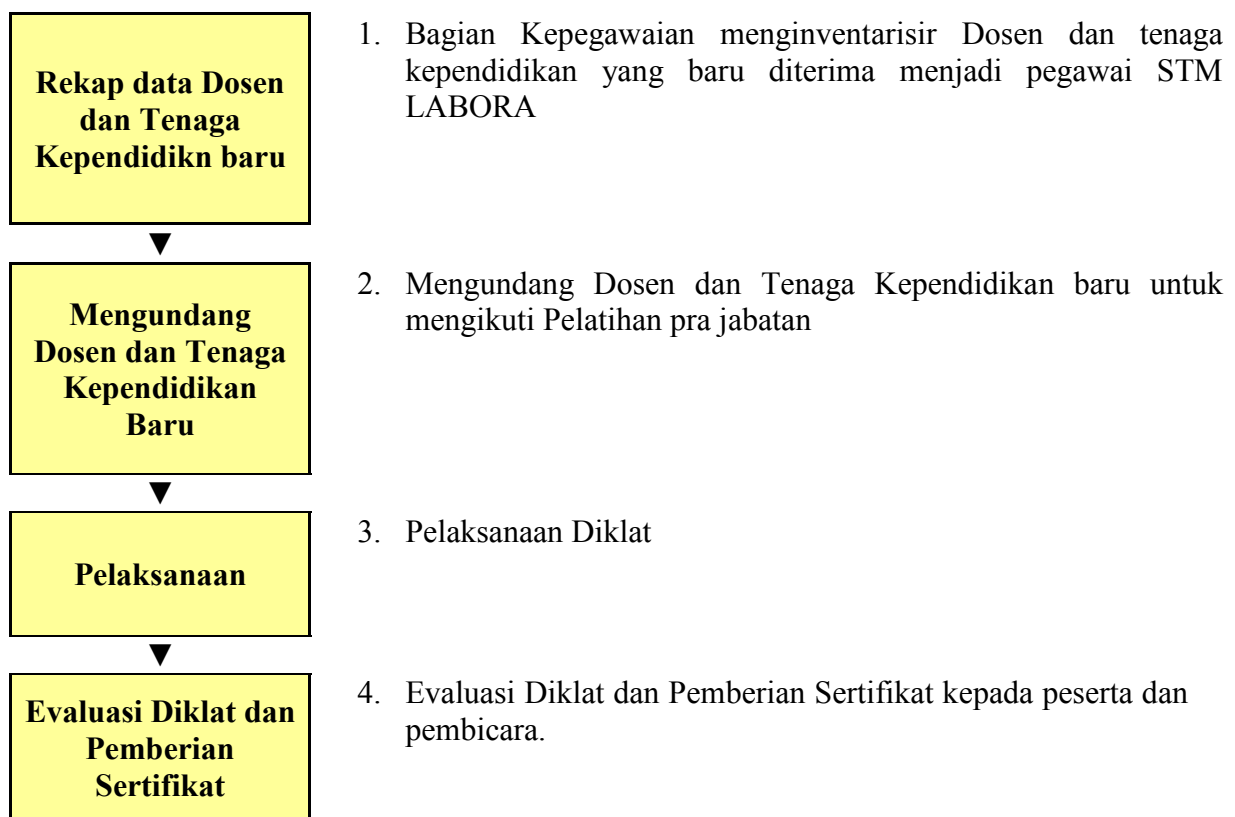 Rekap data Dosen
dan Tenaga
Kependidikn baru
1. Bagian Kepegawaian menginventarisir Dosen dan tenaga
kependidikan yang baru diterima menjadi pegawai STM
LABORA
▼
Mengundang
Dosen dan Tenaga
Kependidikan
Baru
2. Mengundang Dosen dan Tenaga Kependidikan baru untuk
mengikuti Pelatihan pra jabatan
▼
Pelaksanaan
3. Pelaksanaan Diklat
▼
Evaluasi Diklat dan
Pemberian
Sertifikat
4. Evaluasi Diklat dan Pemberian Sertifikat kepada peserta dan
pembicara.